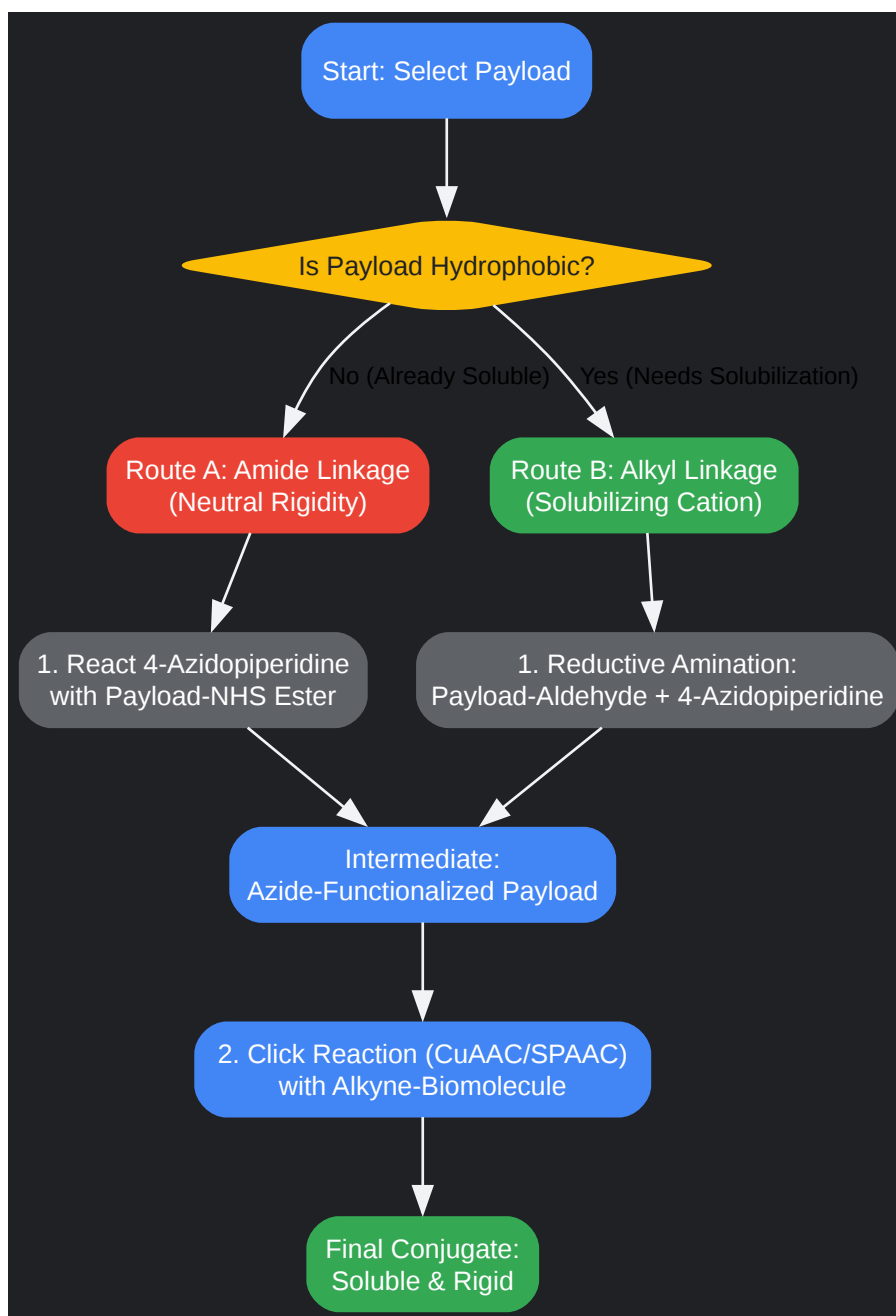 Start: Select Payload
Is Payload Hydrophobic?
No (Already Soluble)
Yes (Needs Solubilization)
Route A: Amide Linkage
(Neutral Rigidity)
Route B: Alkyl Linkage
(Solubilizing Cation)
1. React 4-Azidopiperidine
with Payload-NHS Ester
1. Reductive Amination:
Payload-Aldehyde + 4-Azidopiperidine
Intermediate:
Azide-Functionalized Payload
2. Click Reaction (CuAAC/SPAAC)
with Alkyne-Biomolecule
Final Conjugate:
Soluble & Rigid